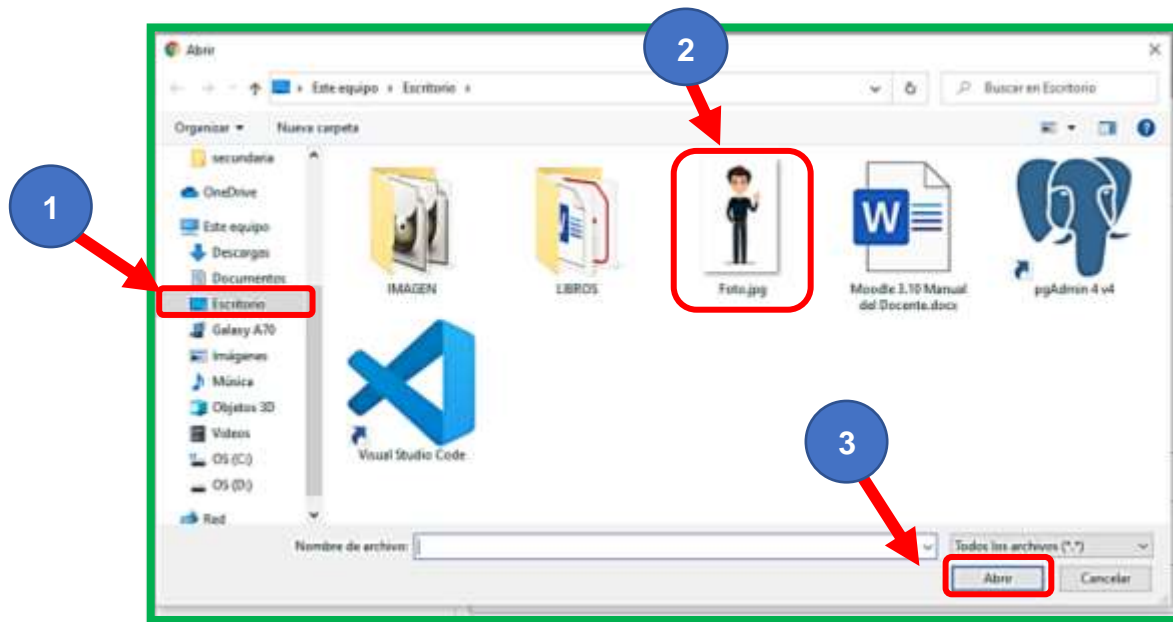 2
Abrir
Este equipo › Escritorio ›
Buscar en Escritorio
Organizar
Nueva carpeta
1
secundaria
OneDrive
Este equipo
Descargas
Documentos
Escritorio
Galaxy A70
Imágenes
Música
Objetos 3D
Videos
OS (C:)
OS (D:)
Red
IMAGEN
LIBROS
Foto.jpg
Moodle 3.10 Manual
del Docente.docx
pgAdmin 4 v4
Visual Studio Code
3
Nombre de archivo:
Todos los archivos (*.*)
Abrir
Cancelar